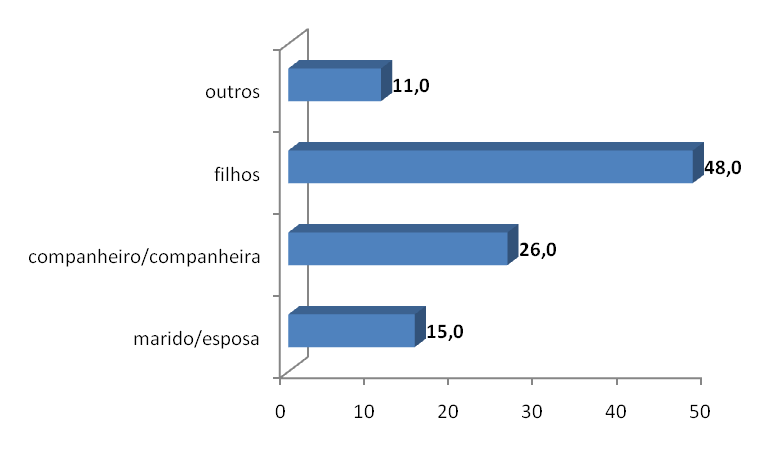 outros
11,0
filhos
48,0
companheiro/companheira
26,0
marido/esposa
15,0
0 10 20 30 40 50